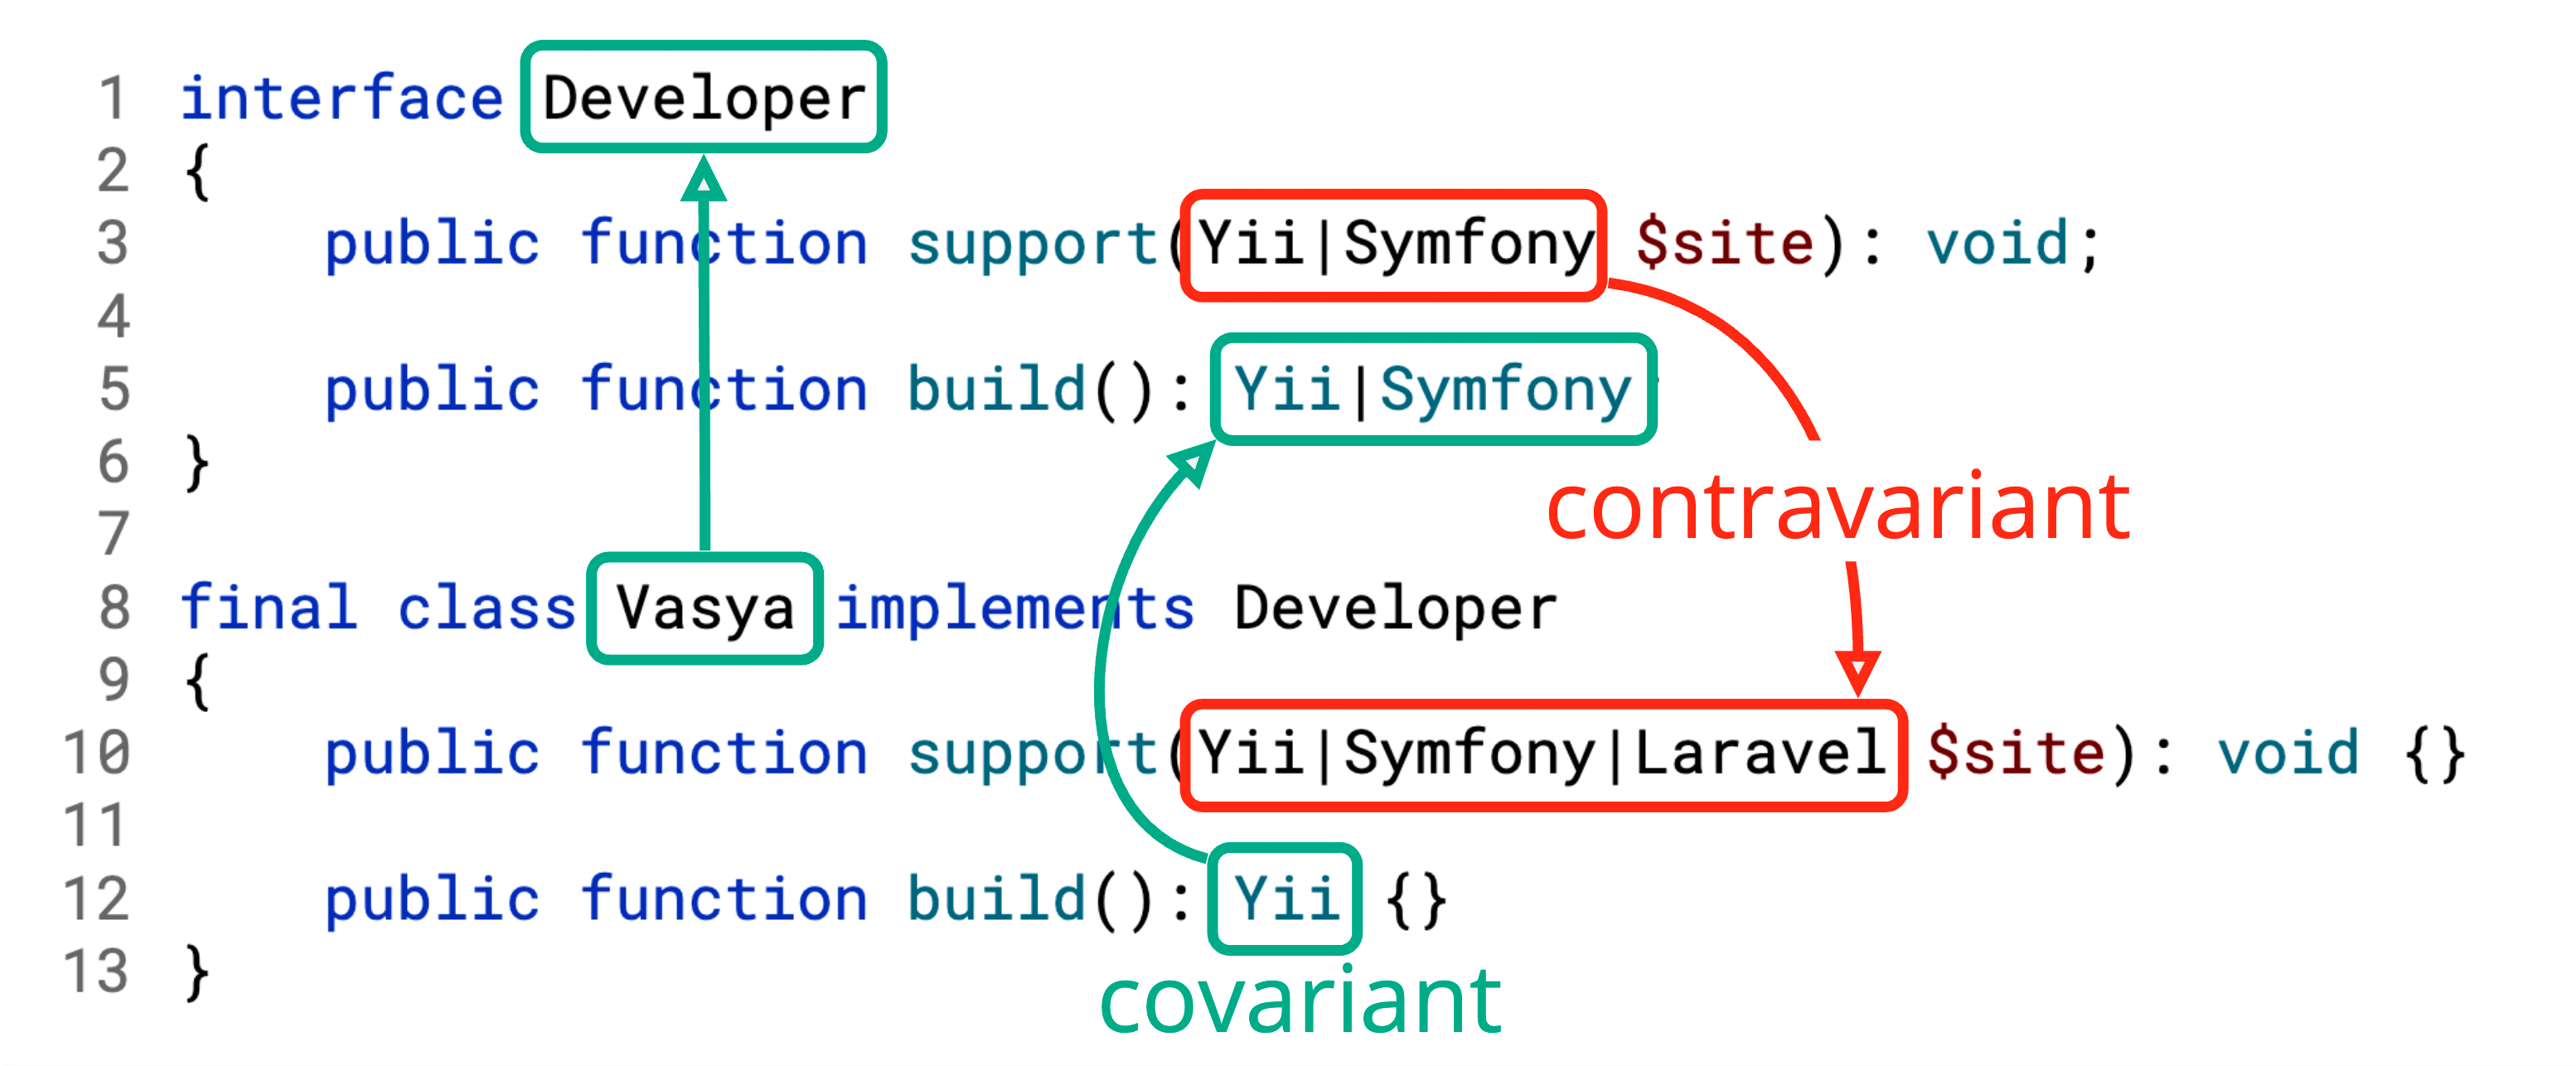 1 interface Developer
2 {
3 public function support(Yii|Symfony $site): void;
4
5 public function build(): Yii|Symfony
6 }
contravariant
7
8 final class Vasya implements Developer
9 {
10 public function support(Yii|Symfony|Laravel $site): void {}
11
12 public function build(): Yii {}
13 }
covariant